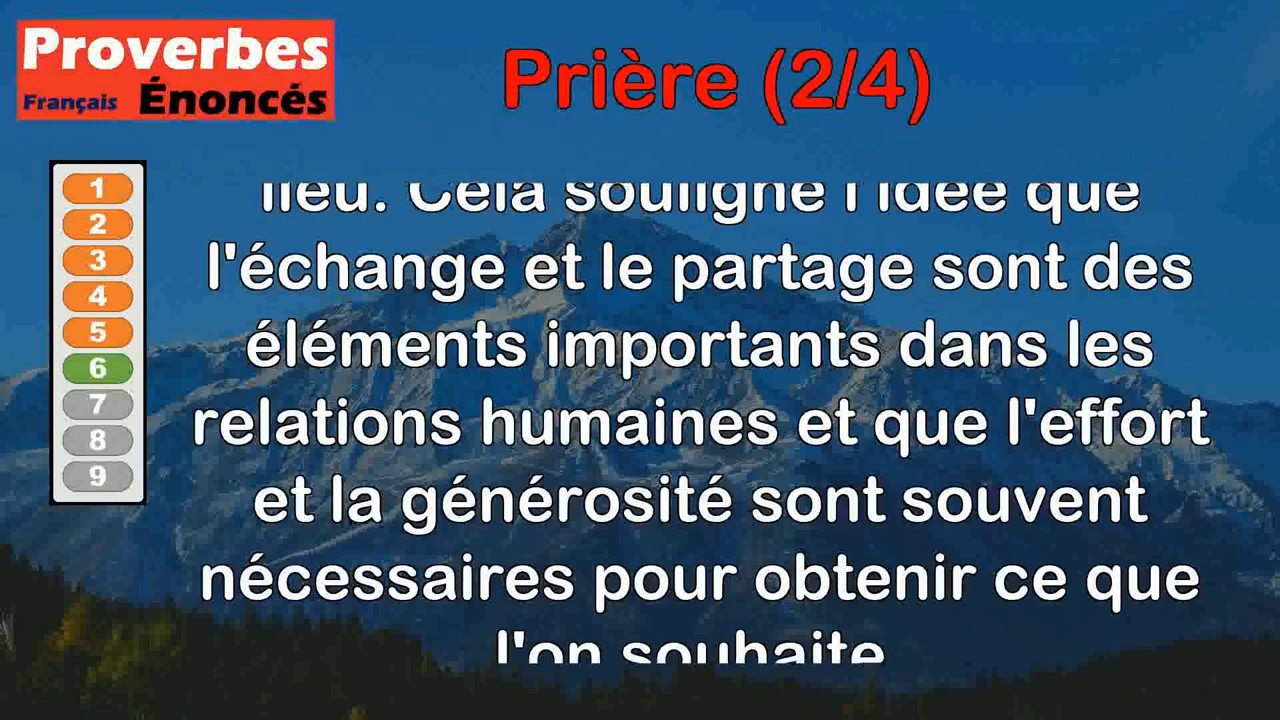 Proverbes
Français Énoncés
Prière (2/4)
1
2
3
4
5
6
7
8
9
lieu. Cela souligne l'idée que
l'échange et le partage sont des
éléments importants dans les
relations humaines et que l'effort
et la générosité sont souvent
nécessaires pour obtenir ce que
l'on souhaite